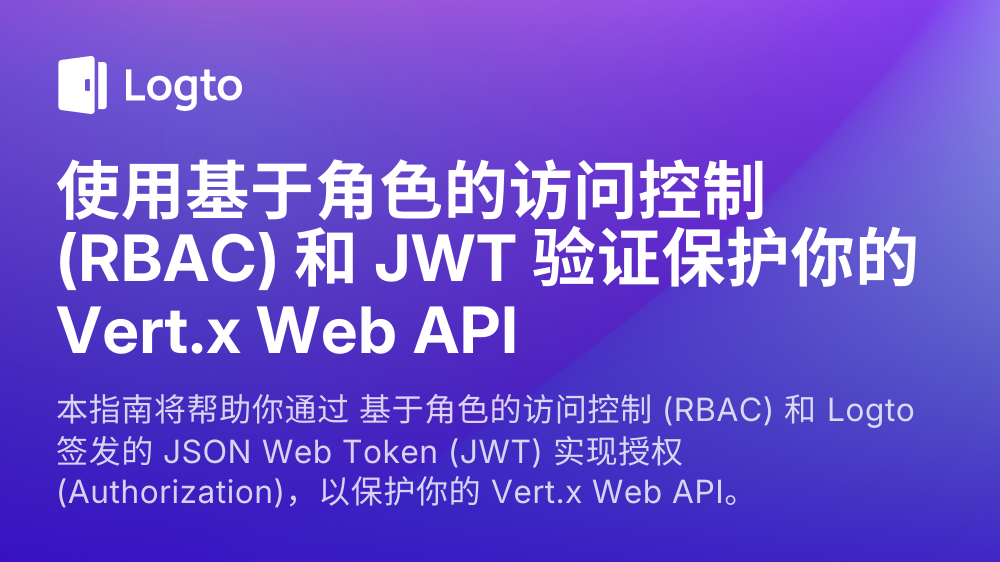 Logto
使用基于角色的访问控制
(RBAC) 和 JWT 验证保护你的
Vert.x Web API
本指南将帮助你通过 基于角色的访问控制 (RBAC) 和 Logto
签发的 JSON Web Token (JWT) 实现授权
(Authorization)，以保护你的 Vert.x Web API。